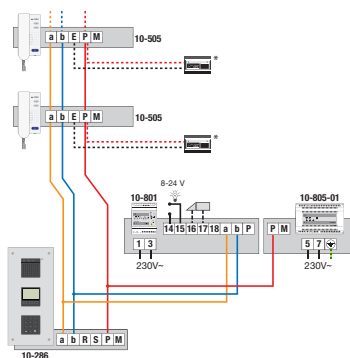 a b E P M
10-505
*
a b E P M
10-505
*
8-24 V
10-801
10-805-01
14 15 16 17 18 a b P
P M
1 3
5 7
230V~
230V~
a b R S P M
10-286